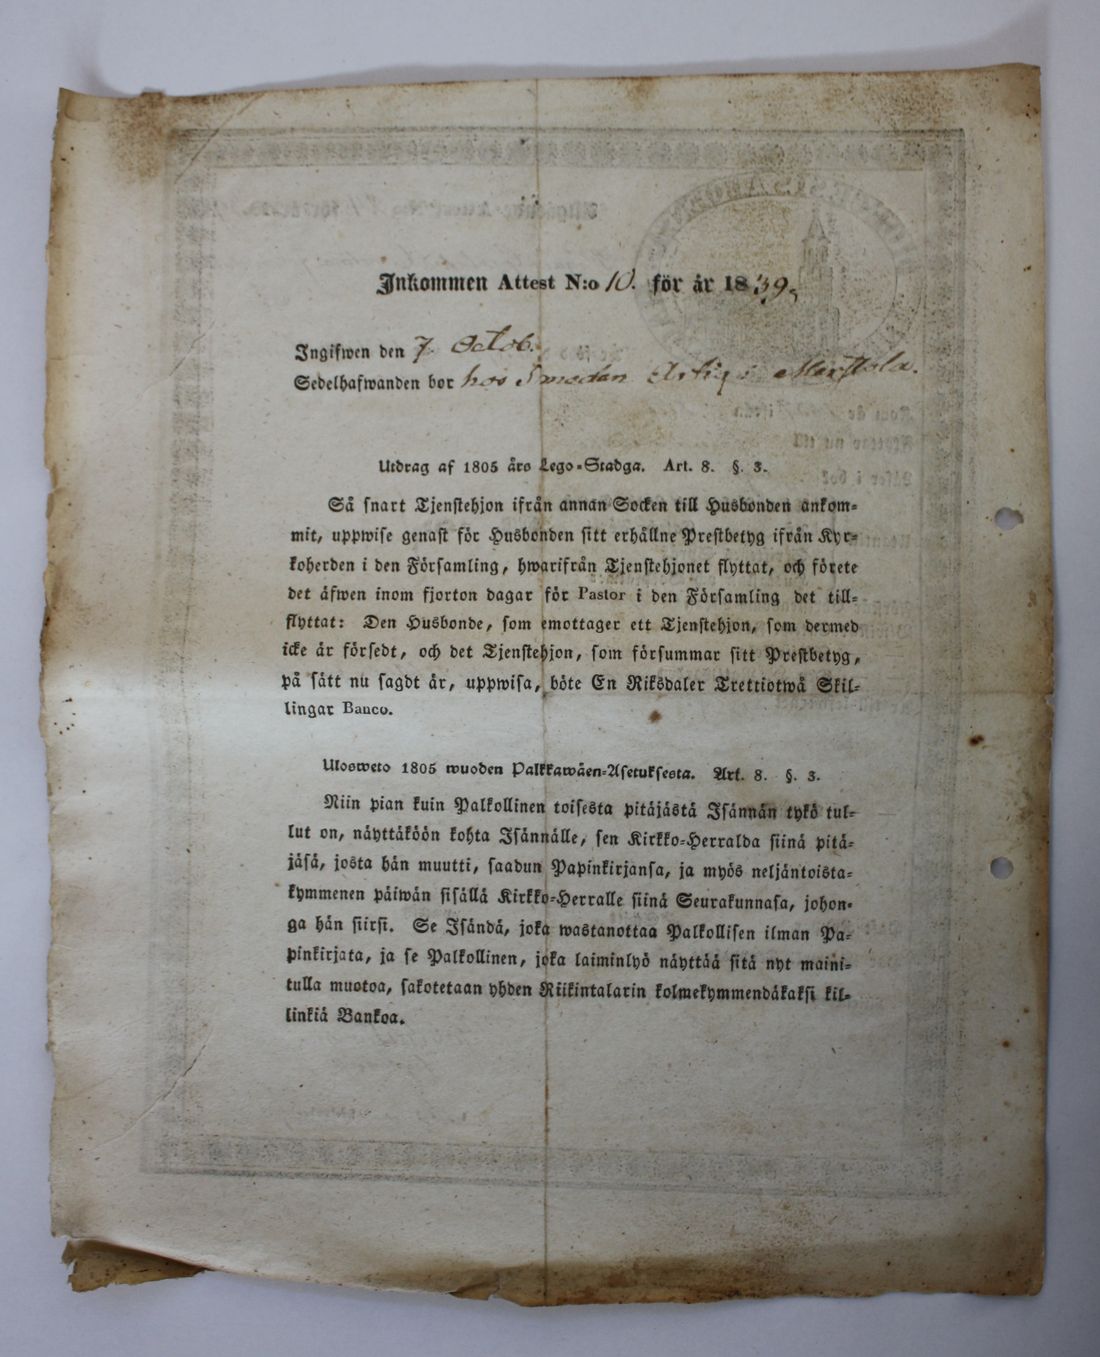 Inkommen Attest N:o 10. för år 1839.
Ingifwen den 7 Octob.
Sedelhafwanden bor hos Smeden
Utdrag af 1805 års Lego-Stadga. Art. 8. §. 3.
Så snart Tjenstehjon ifrån annan Socken till Husbonden ankom-
mit, uppwise genast för Husbonden sitt erhållne Prestbetyg ifrån Kyr-
koherden i den Församling, hwarifrån Tjenstehjonet flyttat, och förete
det äfwen inom fjorton dagar för Pastor i den Församling det till-
flyttat: Den Husbonde, som emottager ett Tjenstehjon, som dermed
icke är försedt, och det Tjenstehjon, som försummar sitt Prestbetyg,
på sätt nu sagdt är, uppwisa, böte En Riksdaler Trettiotwå Skil-
lingar Banco.
Ulosweto 1805 wuoden Palkkawäen-Asetuksesta. Art. 8. §. 3.
Niin pian kuin Palkollinen toisesta pitäjästä Isännän tykö tul-
lut on, näyttäköön kohta Isännälle, sen Kirkko-Herralda siinä pitä-
jäsä, josta hän muutti, saadun Papinkirjansa, ja myös neljäntoista-
kymmenen päiwän sisällä Kirkko-Herralle siinä Seurakunnasa, johon-
ga hän siirsi. Se Isändä, joka wastanottaa Palkollisen ilman Pa-
pinkirjata, ja se Palkollinen, joka laiminlyö näyttää sitä nyt maini-
tulla muotoa, sakotetaan yhden Riikintalarin kolmekymmendäkaksi kil-
linkiä Bankoa.